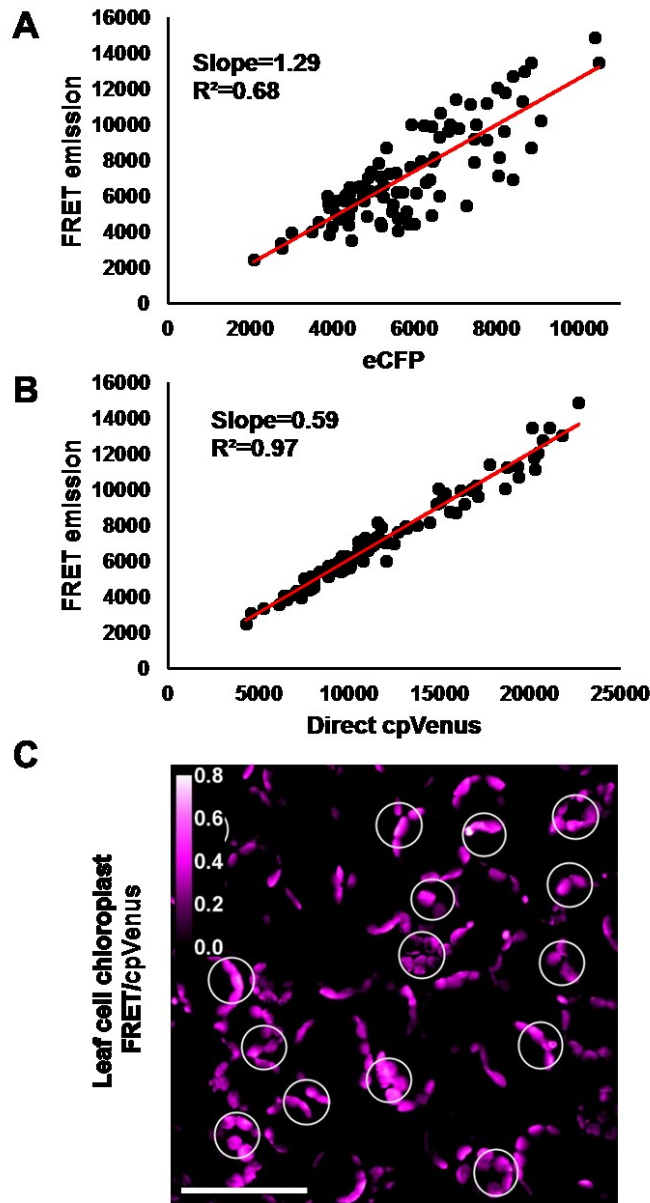 A
16000
14000
12000
10000
8000
6000
4000
2000
0
FRET emission
Slope=1.29
R²=0.68
0 2000 4000 6000 8000 10000
eCFP
B
16000
14000
12000
10000
8000
6000
4000
2000
0
FRET emission
Slope=0.59
R²=0.97
0 5000 10000 15000 20000 25000
Direct cpVenus
C
Leaf cell chloroplast
FRET/cpVenus
0.8
0.6
0.4
0.2
0.0